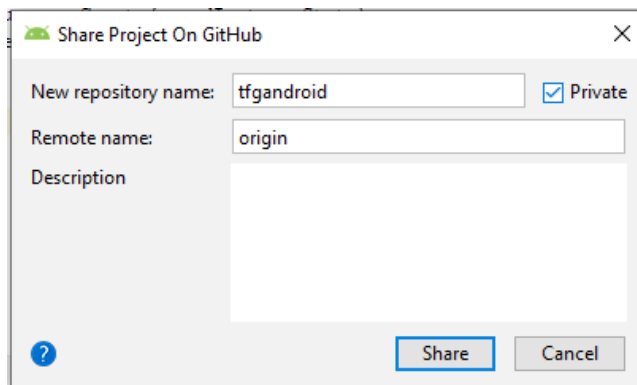 Share Project On GitHub
New repository name: tfgandroid Private
Remote name: origin
Description
?
Share Cancel